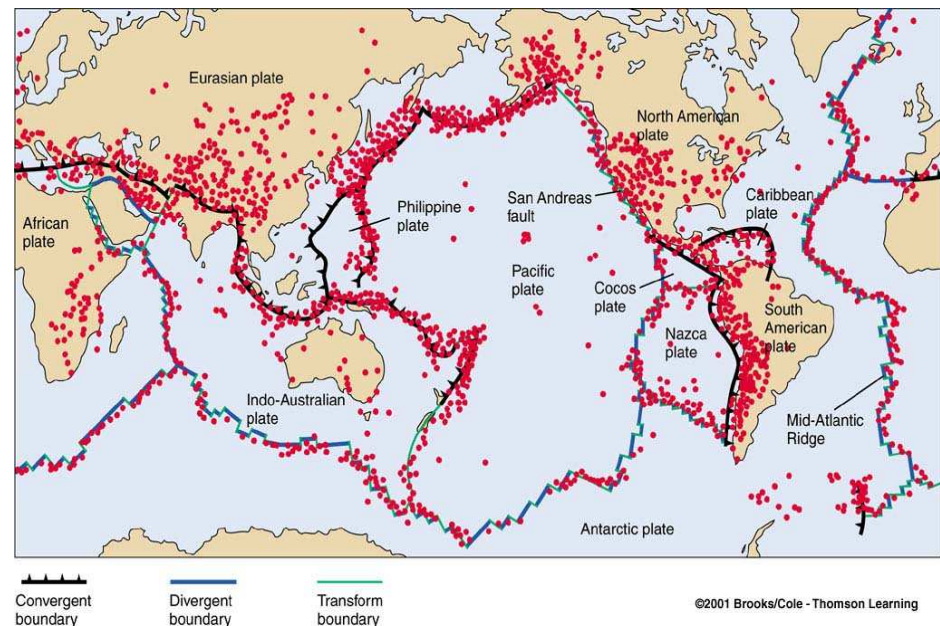 Eurasian plate
North American
plate
San Andreas
fault
Caribbean
plate
African
plate
Philippine
plate
Pacific
plate
Cocos
plate
South
American
plate
Nazca
plate
Indo-Australian
plate
Mid-Atlantic
Ridge
Antarctic plate
Convergent
boundary
Divergent
boundary
Transform
boundary
©2001 Brooks/Cole - Thomson Learning